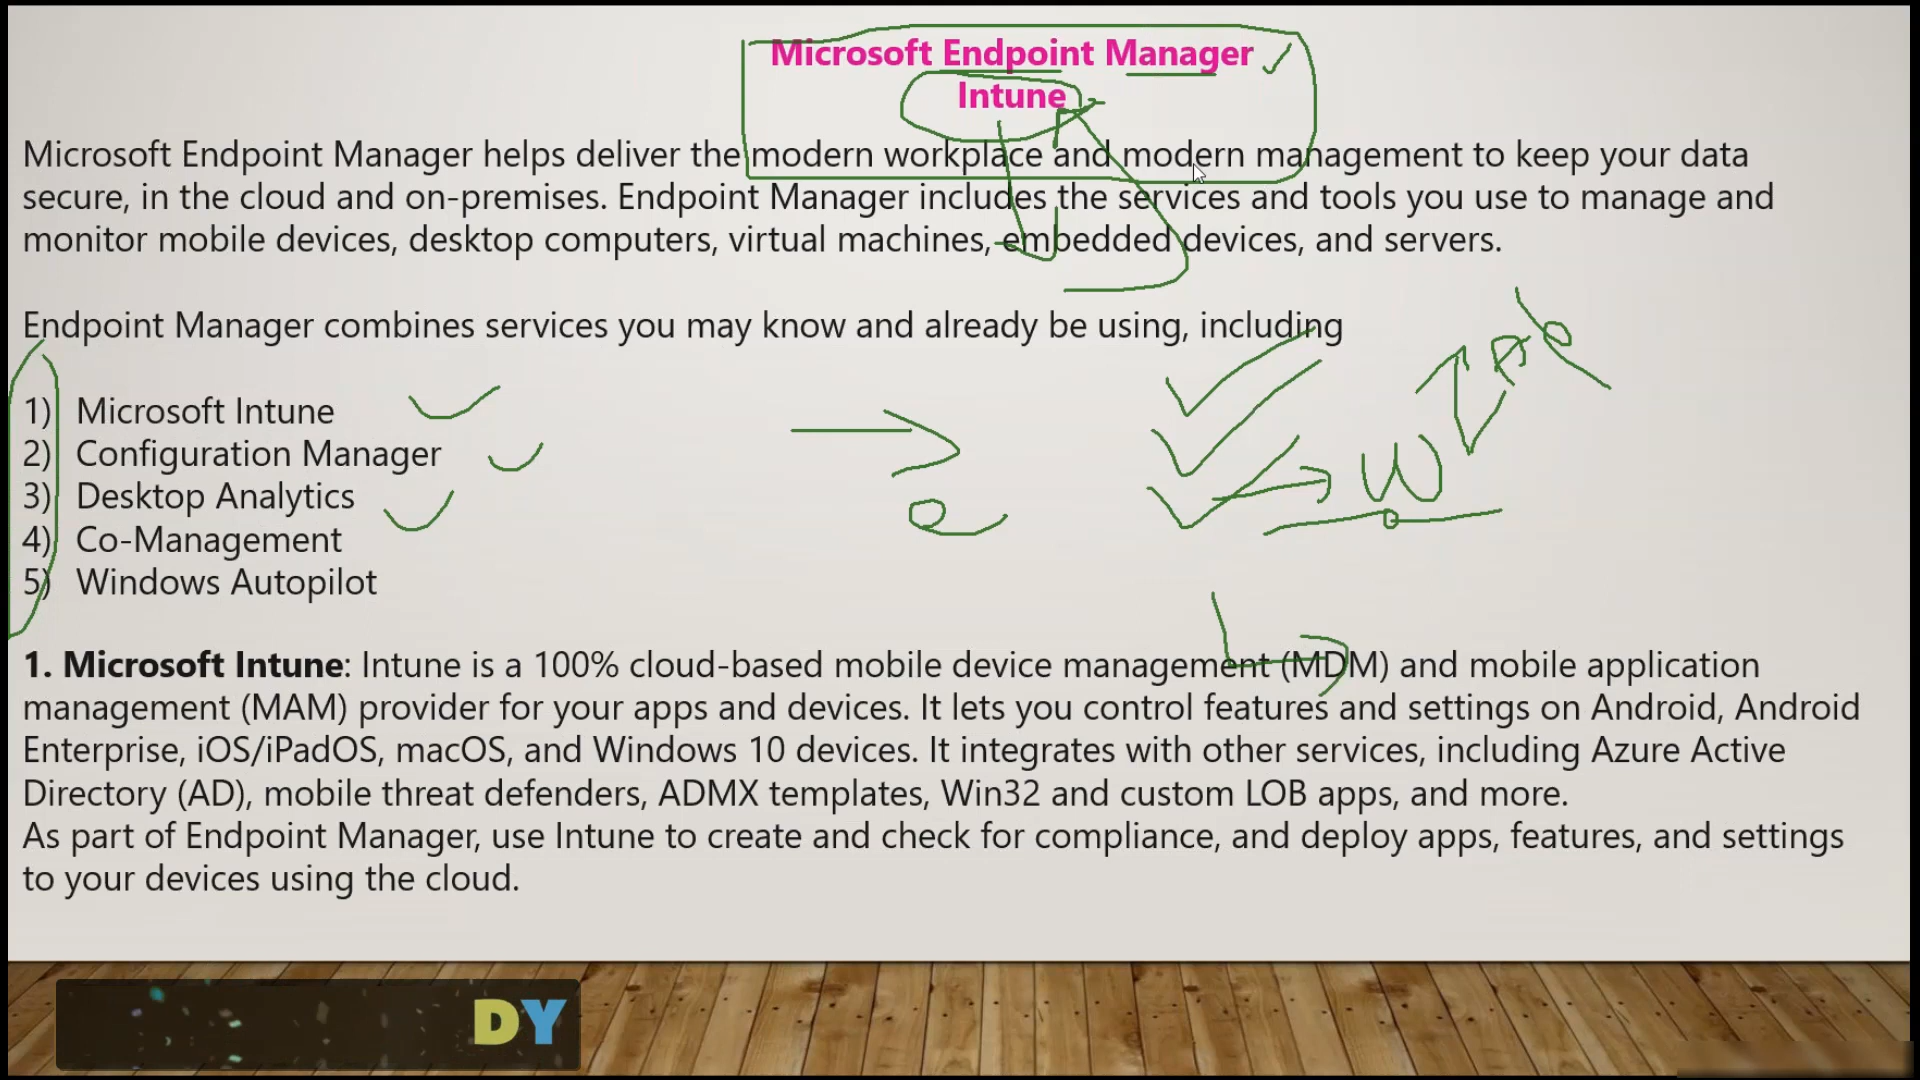 Microsoft Endpoint Manager
Intune
Microsoft Endpoint Manager helps deliver the modern workplace and modern management to keep your data
secure, in the cloud and on-premises. Endpoint Manager includes the services and tools you use to manage and
monitor mobile devices, desktop computers, virtual machines, embedded devices, and servers.
Endpoint Manager combines services you may know and already be using, including
1) Microsoft Intune
2) Configuration Manager
3) Desktop Analytics
4) Co-Management
5) Windows Autopilot
1. Microsoft Intune: Intune is a 100% cloud-based mobile device management (MDM) and mobile application
management (MAM) provider for your apps and devices. It lets you control features and settings on Android, Android
Enterprise, iOS/iPadOS, macOS, and Windows 10 devices. It integrates with other services, including Azure Active
Directory (AD), mobile threat defenders, ADMX templates, Win32 and custom LOB apps, and more.
As part of Endpoint Manager, use Intune to create and check for compliance, and deploy apps, features, and settings
to your devices using the cloud.
DY